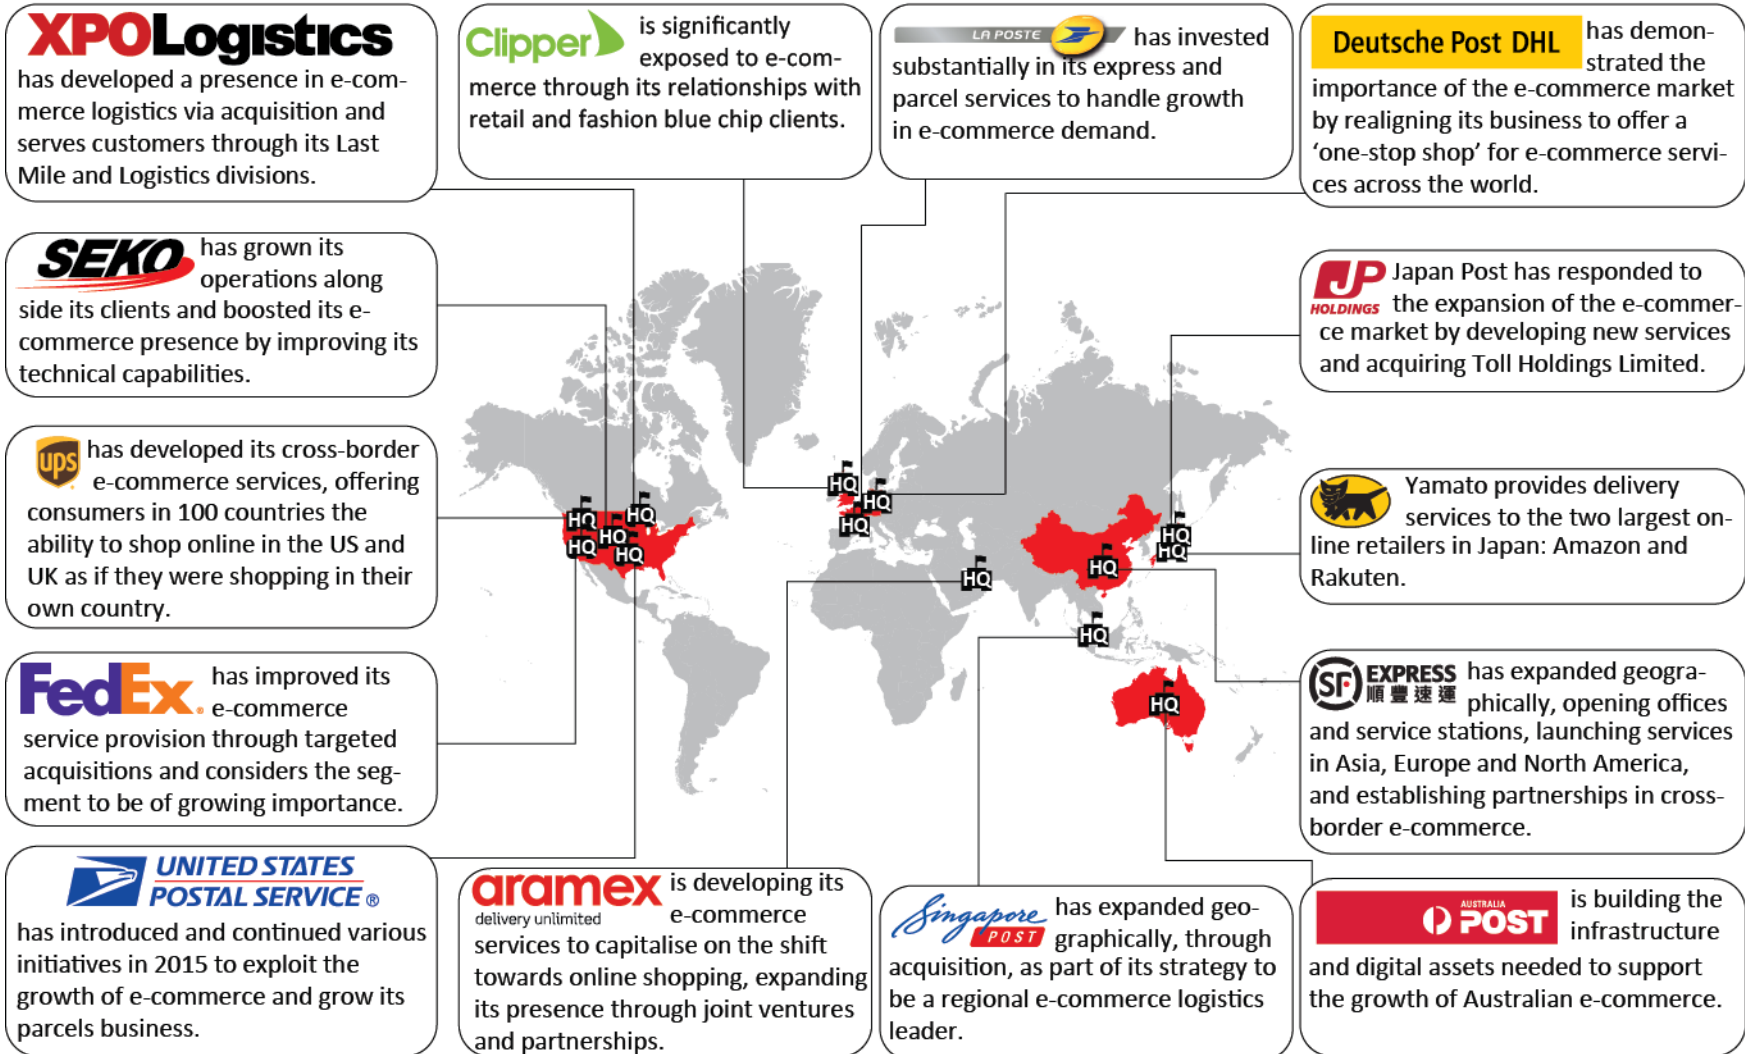 XPOLogistics
has developed a presence in e-com-
merce logistics via acquisition and
serves customers through its Last
Mile and Logistics divisions.
Clipper is significantly
exposed to e-com-
merce through its relationships with
retail and fashion blue chip clients.
LA POSTE has invested
substantially in its express and
parcel services to handle growth
in e-commerce demand.
Deutsche Post DHL has demon-
strated the
importance of the e-commerce market
by realigning its business to offer a
‘one-stop shop’ for e-commerce servi-
ces across the world.
SEKO has grown its
operations along
side its clients and boosted its e-
commerce presence by improving its
technical capabilities.
JP
HOLDINGS
Japan Post has responded to
the expansion of the e-commer-
ce market by developing new services
and acquiring Toll Holdings Limited.
ups has developed its cross-border
e-commerce services, offering
consumers in 100 countries the
ability to shop online in the US and
UK as if they were shopping in their
own country.
Yamato provides delivery
services to the two largest on-
line retailers in Japan: Amazon and
Rakuten.
HQ
HQ
HQ
HQ
HQ
HQ
HQ
HQ
HQ
HQ
HQ
HQ
HQ
HQ
FedEx® has improved its
e-commerce
service provision through targeted
acquisitions and considers the seg-
ment to be of growing importance.
SF EXPRESS
順豐速運
has expanded geogra-
phically, opening offices
and service stations, launching services
in Asia, Europe and North America,
and establishing partnerships in cross-
border e-commerce.
UNITED STATES
POSTAL SERVICE®
has introduced and continued various
initiatives in 2015 to exploit the
growth of e-commerce and grow its
parcels business.
aramex
delivery unlimited
is developing its
e-commerce
services to capitalise on the shift
towards online shopping, expanding
its presence through joint ventures
and partnerships.
Singapore
POST
has expanded geo-
graphically, through
acquisition, as part of its strategy to
be a regional e-commerce logistics
leader.
AUSTRALIA
POST
is building the
infrastructure
and digital assets needed to support
the growth of Australian e-commerce.